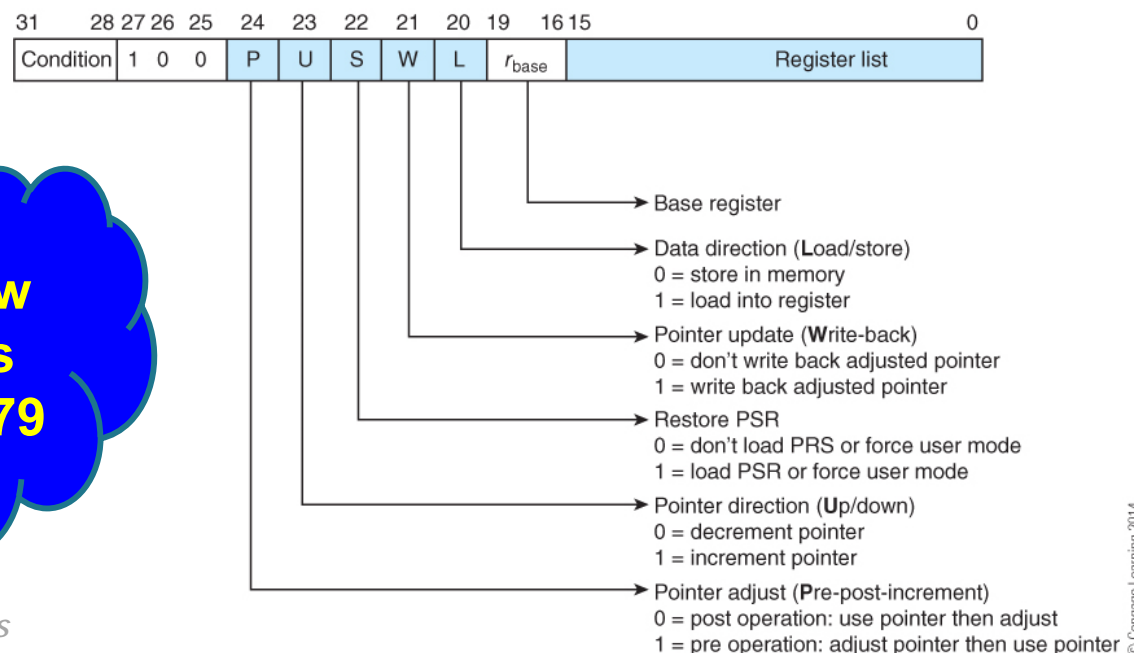 31 28 27 26 25 24 23 22 21 20 19 16 15 0
Condition 1 0 0 P U S W L rbase Register list
Base register
Data direction (Load/store)
0 = store in memory
1 = load into register
Pointer update (Write-back)
0 = don't write back adjusted pointer
1 = write back adjusted pointer
Restore PSR
0 = don't load PRS or force user mode
1 = load PSR or force user mode
Pointer direction (Up/down)
0 = decrement pointer
1 = increment pointer
Pointer adjust (Pre-post-increment)
0 = post operation: use pointer then adjust
1 = pre operation: adjust pointer then use pointer
w
s
79
s
© Cengage Learning 2014